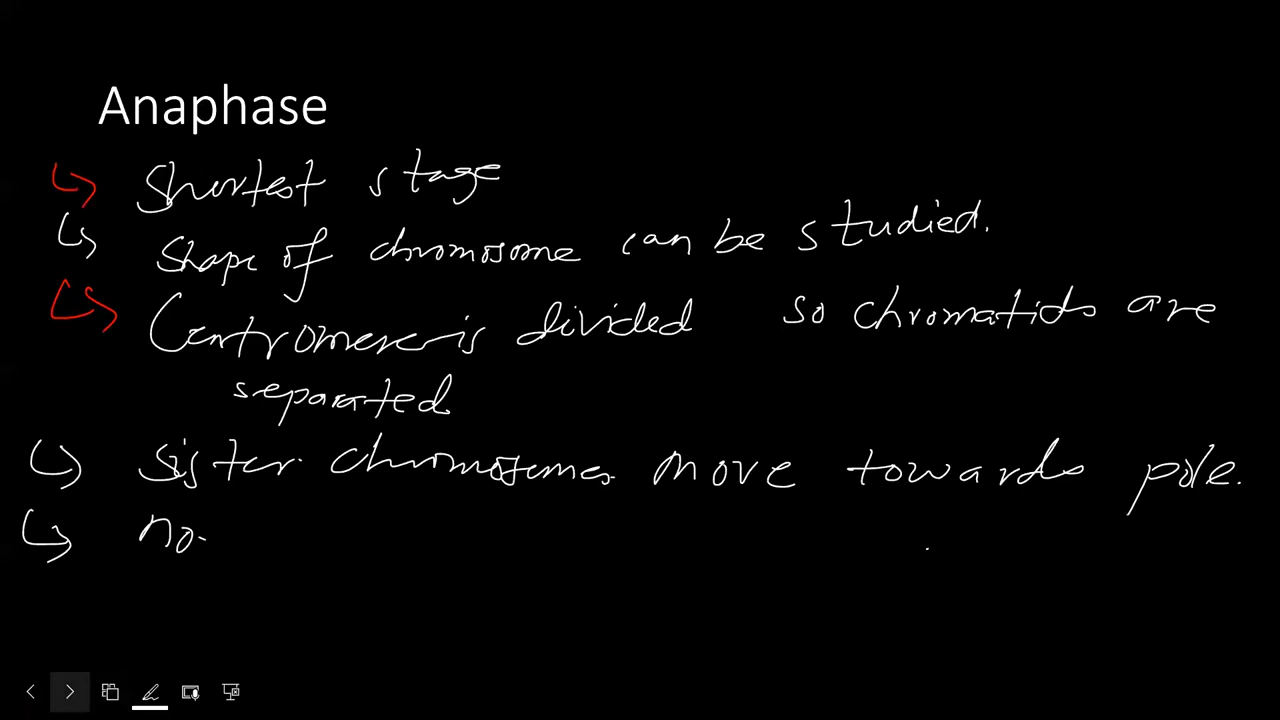 Anaphase
Shortest stage
Shape of chromosome can be studied.
Centromere is divided so chromatids are
separated
Sister chromosomes move towards pole.
no.